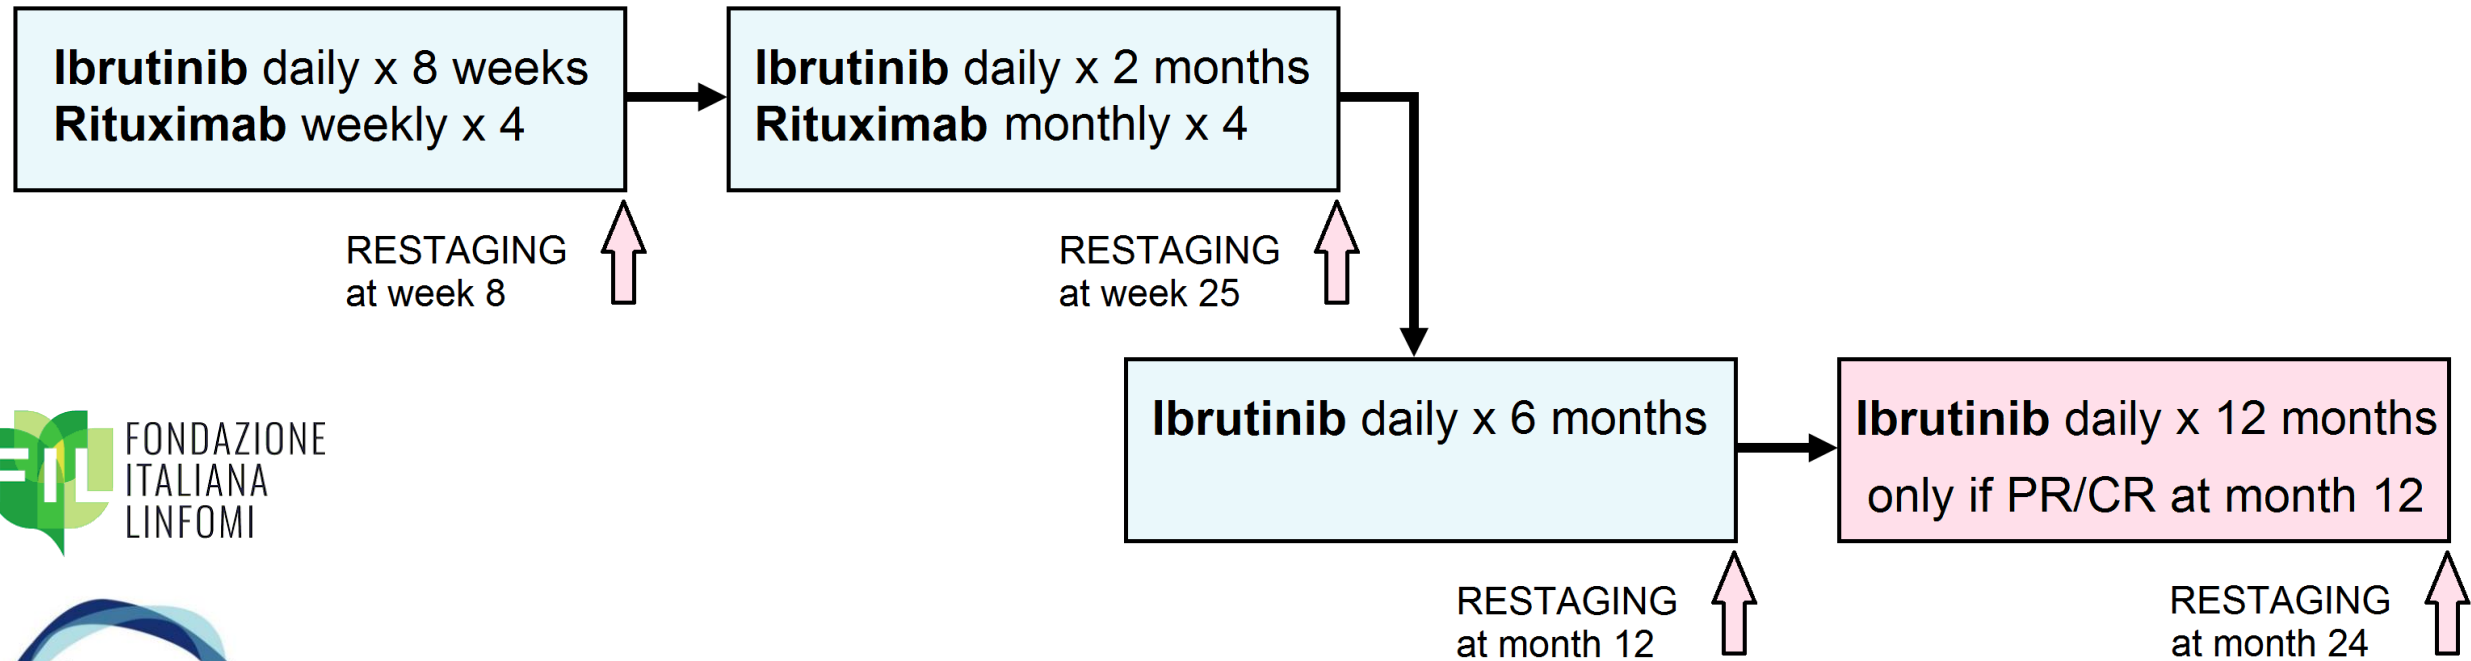 Ibrutinib daily x 8 weeks
Rituximab weekly x 4
Ibrutinib daily x 2 months
Rituximab monthly x 4
RESTAGING
at week 8
RESTAGING
at week 25
Ibrutinib daily x 6 months
Ibrutinib daily x 12 months
only if PR/CR at month 12
FIL
FONDAZIONE
ITALIANA
LINFOMI
RESTAGING
at month 12
RESTAGING
at month 24